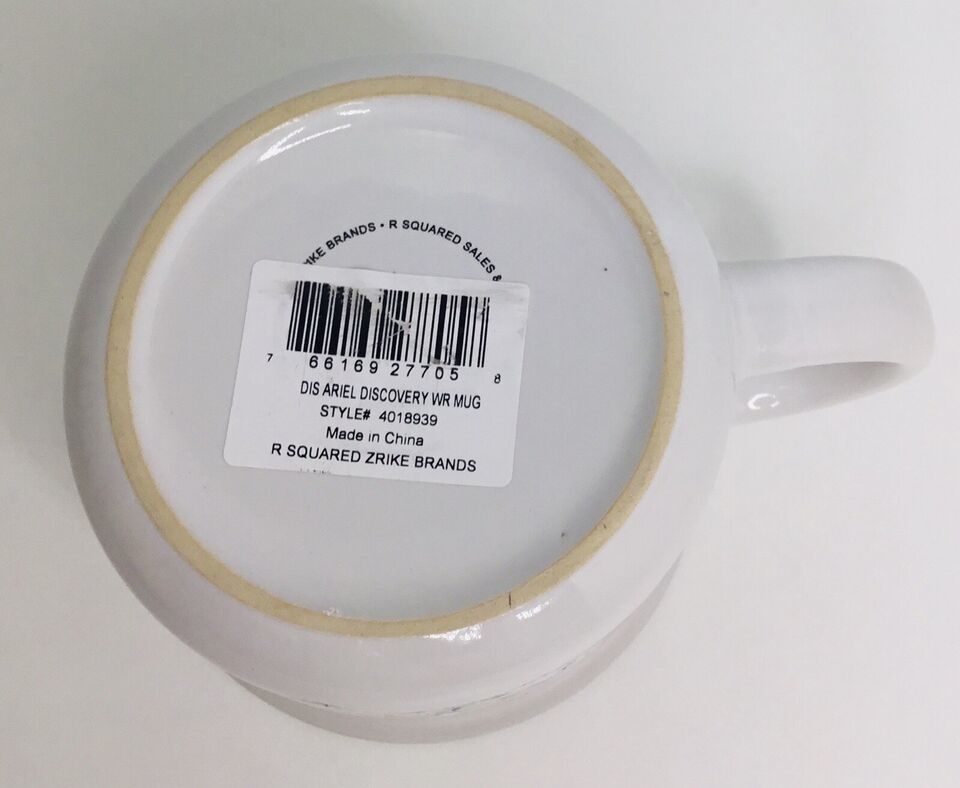 IKE BRANDS • R SQUARED SALES &
7 66169 27705 8
DIS ARIEL DISCOVERY WR MUG
STYLE# 4018939
Made in China
R SQUARED ZRIKE BRANDS